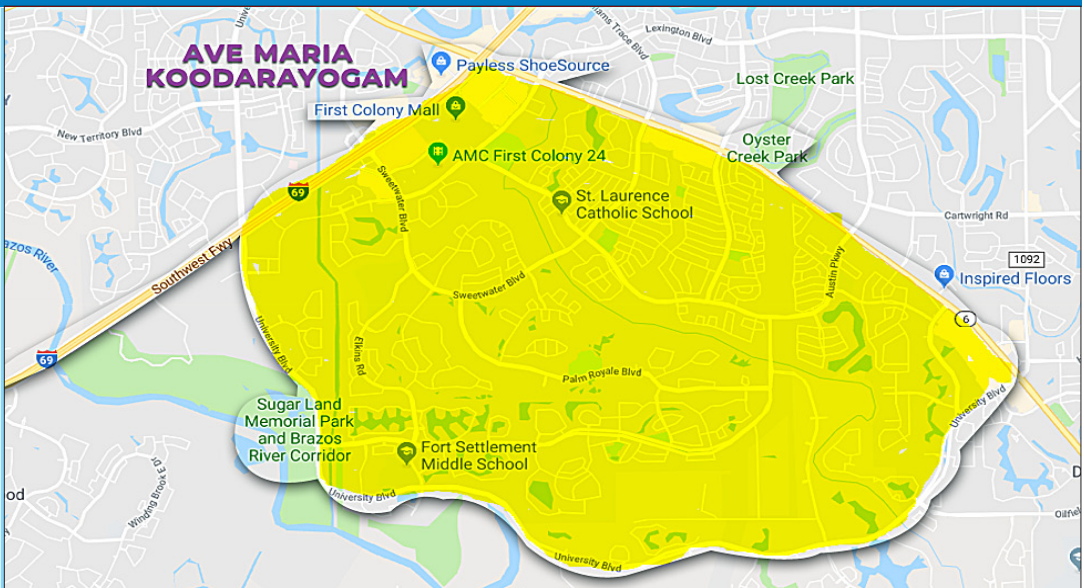 AVE MARIA
KOODARAYOGAM
Payless ShoeSource
Lexington Blvd
Lost Creek Park
First Colony Mall
New Territory Blvd
AMC First Colony 24
Oyster
Creek Park
69
Sweetwater Blvd
St. Laurence
Catholic School
Cartwright Rd
Southwest Fwy
1092
Austin Pkwy
Inspired Floors
Sweetwater Blvd
6
University Blvd
Elkins Rd
69
Palm Royale Blvd
University Blvd
Sugar Land
Memorial Park
and Brazos
River Corridor
Fort Settlement
Middle School
Winding Brook E Dr
University Blvd
University Blvd